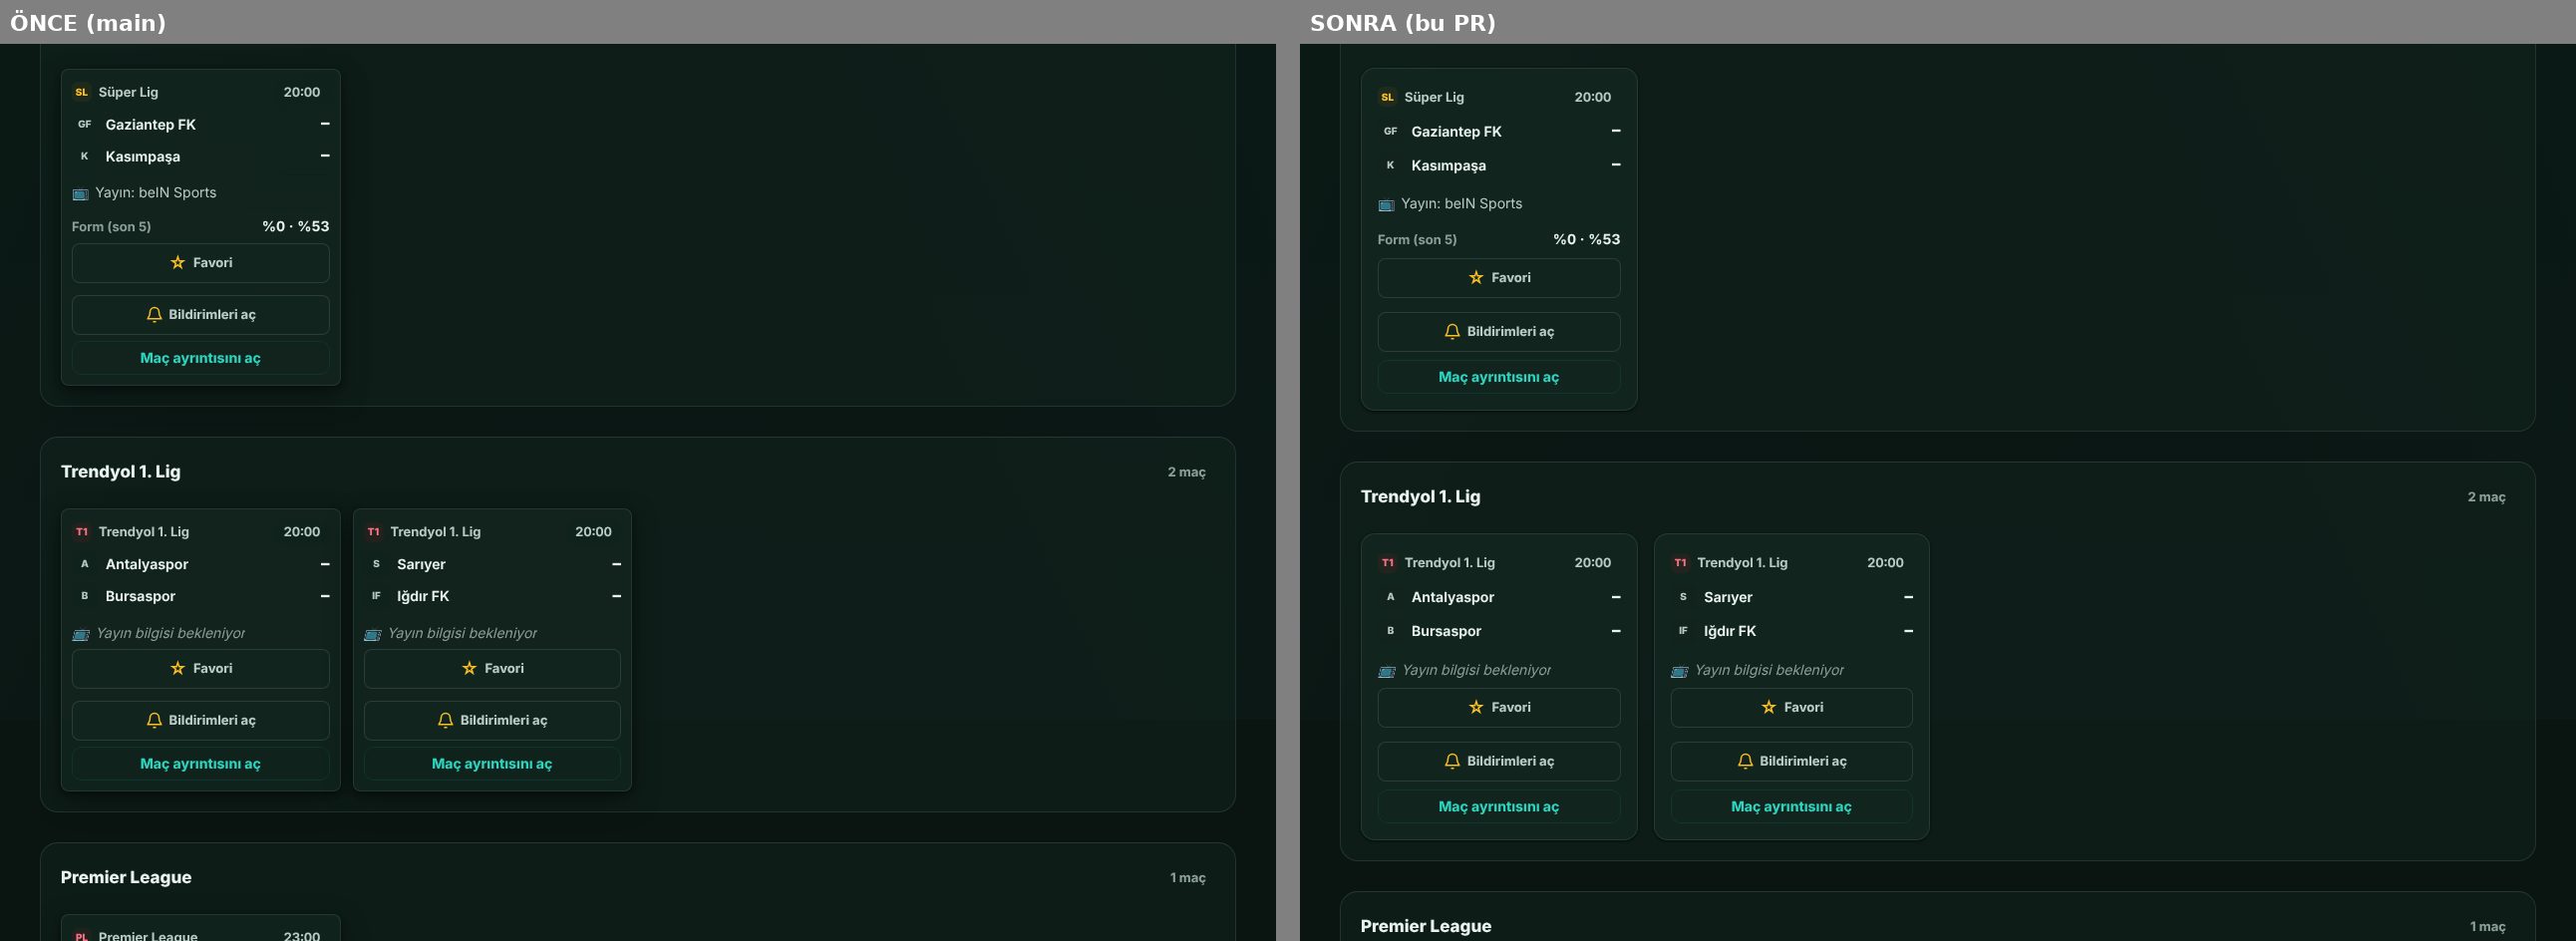 ÖNCE (main)
SL Süper Lig 20:00
GF Gaziantep FK –
K Kasımpaşa –
Yayın: beIN Sports
Form (son 5) %0 · %53
Favori
Bildirimleri aç
Maç ayrıntısını aç
Trendyol 1. Lig 2 maç
T1 Trendyol 1. Lig 20:00
A Antalyaspor –
B Bursaspor –
Yayın bilgisi bekleniyor
Favori
Bildirimleri aç
Maç ayrıntısını aç
T1 Trendyol 1. Lig 20:00
S Sarıyer –
IF Iğdır FK –
Yayın bilgisi bekleniyor
Favori
Bildirimleri aç
Maç ayrıntısını aç
Premier League 1 maç
PL Premier League 23:00
SONRA (bu PR)
SL Süper Lig 20:00
GF Gaziantep FK –
K Kasımpaşa –
Yayın: beIN Sports
Form (son 5) %0 · %53
Favori
Bildirimleri aç
Maç ayrıntısını aç
Trendyol 1. Lig 2 maç
T1 Trendyol 1. Lig 20:00
A Antalyaspor –
B Bursaspor –
Yayın bilgisi bekleniyor
Favori
Bildirimleri aç
Maç ayrıntısını aç
T1 Trendyol 1. Lig 20:00
S Sarıyer –
IF Iğdır FK –
Yayın bilgisi bekleniyor
Favori
Bildirimleri aç
Maç ayrıntısını aç
Premier League 1 maç